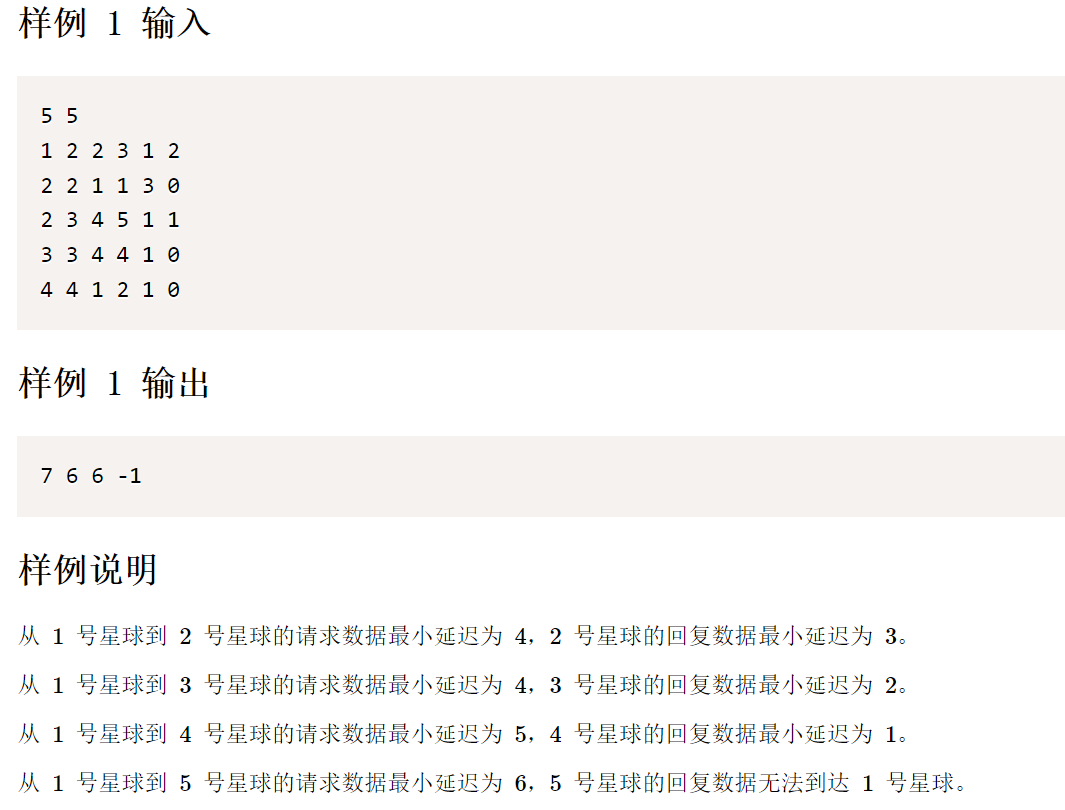 样例 1 输入
5 5
1 2 2 3 1 2
2 2 1 1 3 0
2 3 4 5 1 1
3 3 4 4 1 0
4 4 1 2 1 0
样例 1 输出
7 6 6 -1
样例说明
从 1 号星球到 2 号星球的请求数据最小延迟为 4，2 号星球的回复数据最小延迟为 3。
从 1 号星球到 3 号星球的请求数据最小延迟为 4，3 号星球的回复数据最小延迟为 2。
从 1 号星球到 4 号星球的请求数据最小延迟为 5，4 号星球的回复数据最小延迟为 1。
从 1 号星球到 5 号星球的请求数据最小延迟为 6，5 号星球的回复数据无法到达 1 号星球。